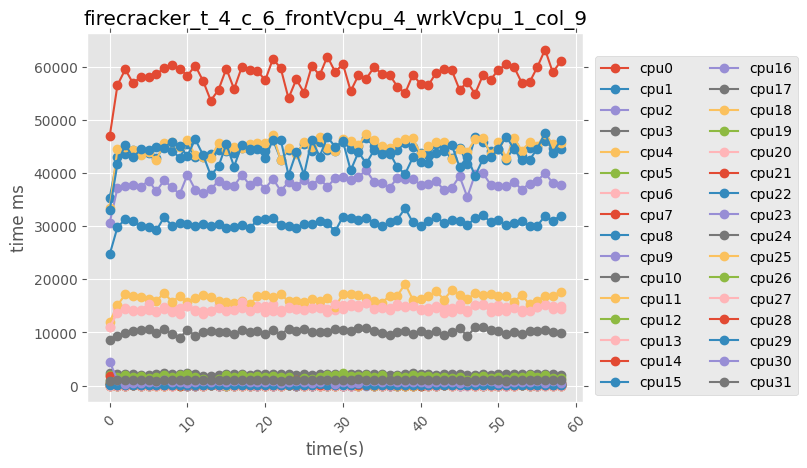 firecracker_t_4_c_6_frontVcpu_4_wrkVcpu_1_col_9
time ms
60000
50000
40000
30000
20000
10000
0
0
10
20
30
40
50
60
time(s)
cpu0
cpu1
cpu2
cpu3
cpu4
cpu5
cpu6
cpu7
cpu8
cpu9
cpu10
cpu11
cpu12
cpu13
cpu14
cpu15
cpu16
cpu17
cpu18
cpu19
cpu20
cpu21
cpu22
cpu23
cpu24
cpu25
cpu26
cpu27
cpu28
cpu29
cpu30
cpu31